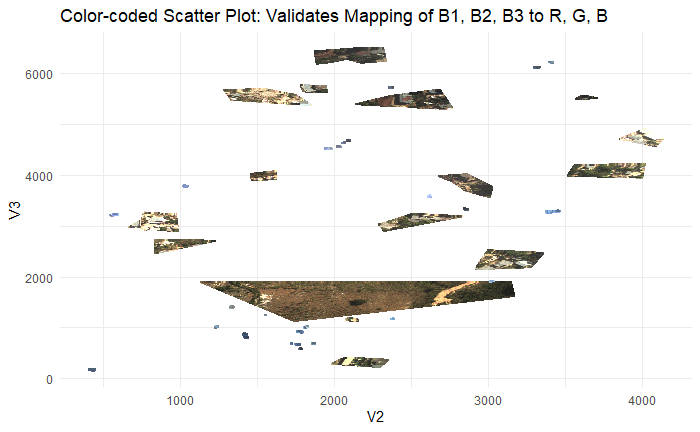 Color-coded Scatter Plot: Validates Mapping of B1, B2, B3 to R, G, B
6000
4000
2000
0
V3
1000
2000
3000
4000
V2